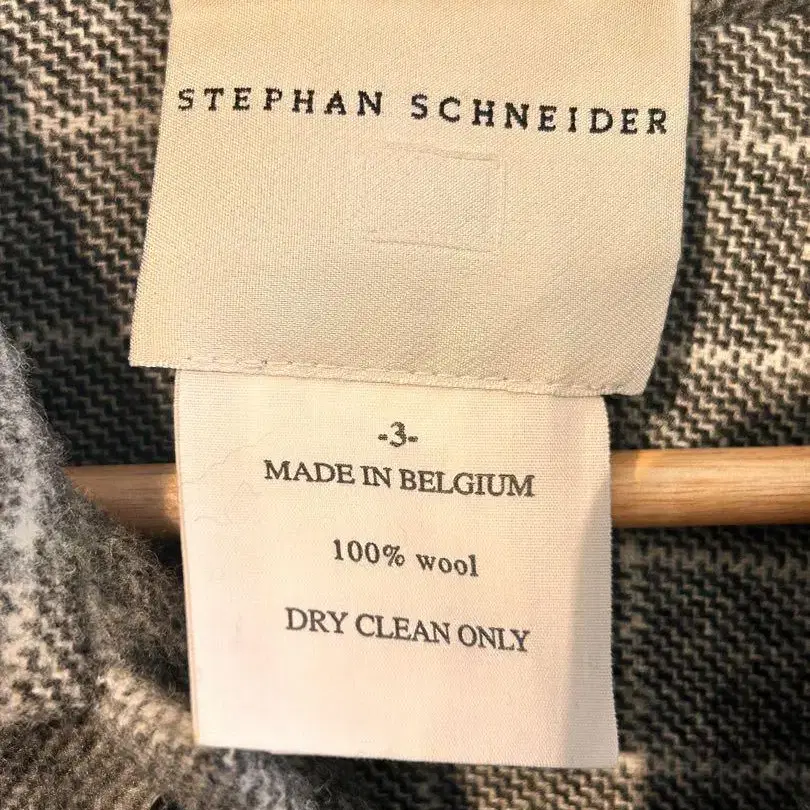 STEPHAN SCHNEIDER
-3-
MADE IN BELGIUM
100% wool
DRY CLEAN ONLY